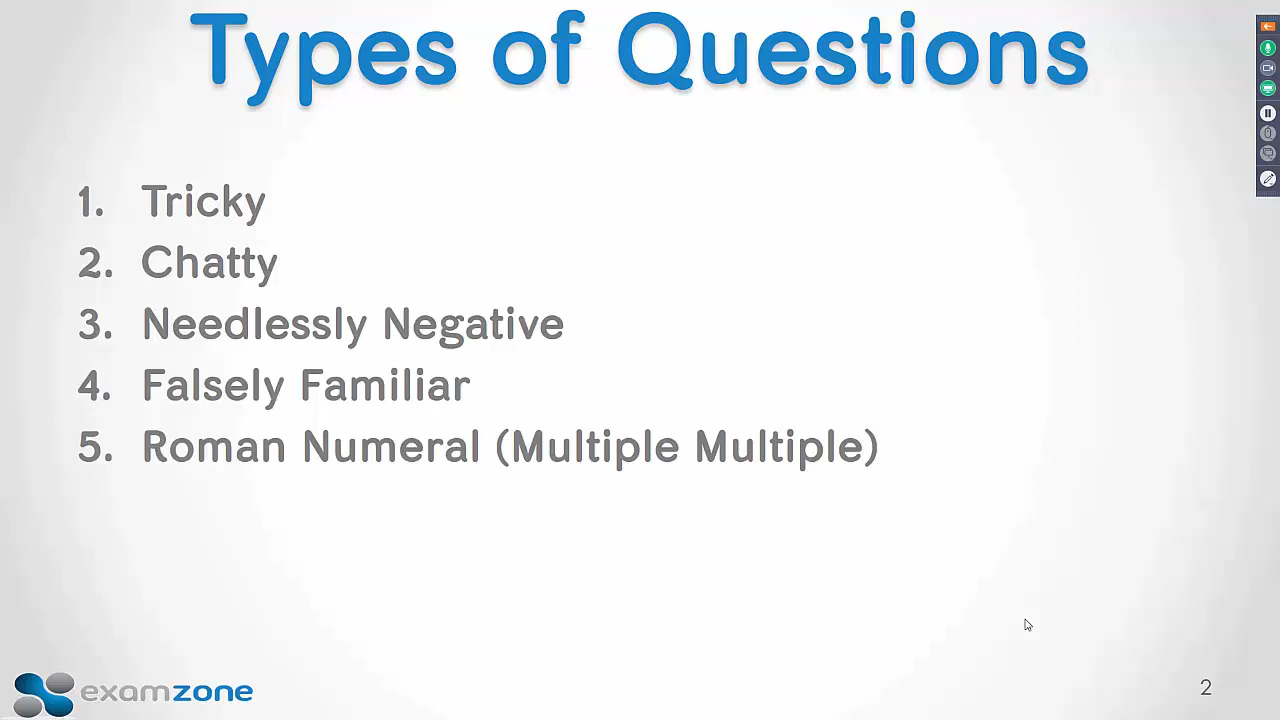 Types of Questions
1. Tricky
2. Chatty
3. Needlessly Negative
4. Falsely Familiar
5. Roman Numeral (Multiple Multiple)
examzone
2